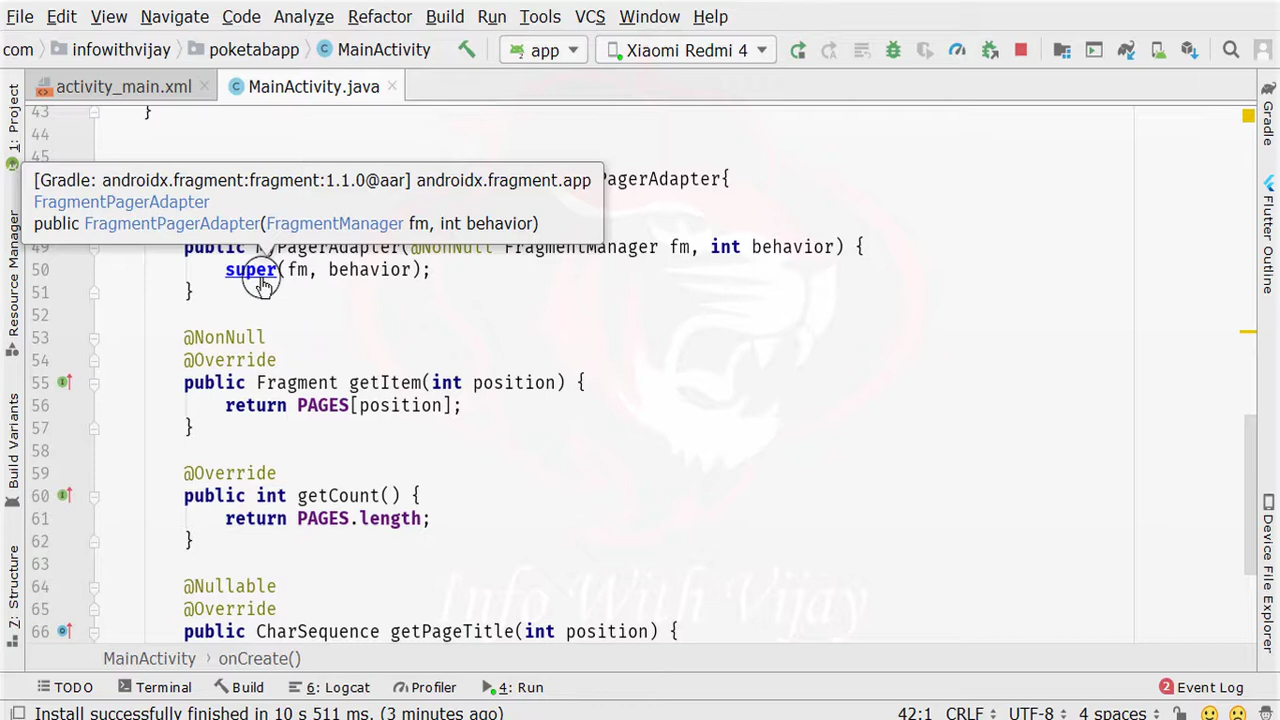 File Edit View Navigate Code Analyze Refactor Build Run Tools VCS Window Help
com infowithvijay poketabapp MainActivity app Xiaomi Redmi 4
activity_main.xml MainActivity.java
1: Project
Resource Manager
Build Variants
Z: Structure
43 }
44
45
[Gradle: androidx.fragment:fragment:1.1.0@aar] androidx.fragment.app
FragmentPagerAdapter
public FragmentPagerAdapter(FragmentManager fm, int behavior)
PagerAdapter{
public PagerAdapter(@NonNull FragmentManager fm, int behavior) {
50 super(fm, behavior);
51 }
52
53 @NonNull
54 @Override
55 public Fragment getItem(int position) {
56 return PAGES[position];
57 }
58
59 @Override
60 public int getCount() {
61 return PAGES.length;
62 }
63
64 @Nullable
65 @Override
66 public CharSequence getPageTitle(int position) {
Info With Vijay
Gradle
Flutter Outline
Device File Explorer
MainActivity › onCreate()
TODO Terminal Build 6: Logcat Profiler 4: Run 2 Event Log
Install successfully finished in 10 s 511 ms. (3 minutes ago) 42:1 CRLF UTF-8 4 spaces